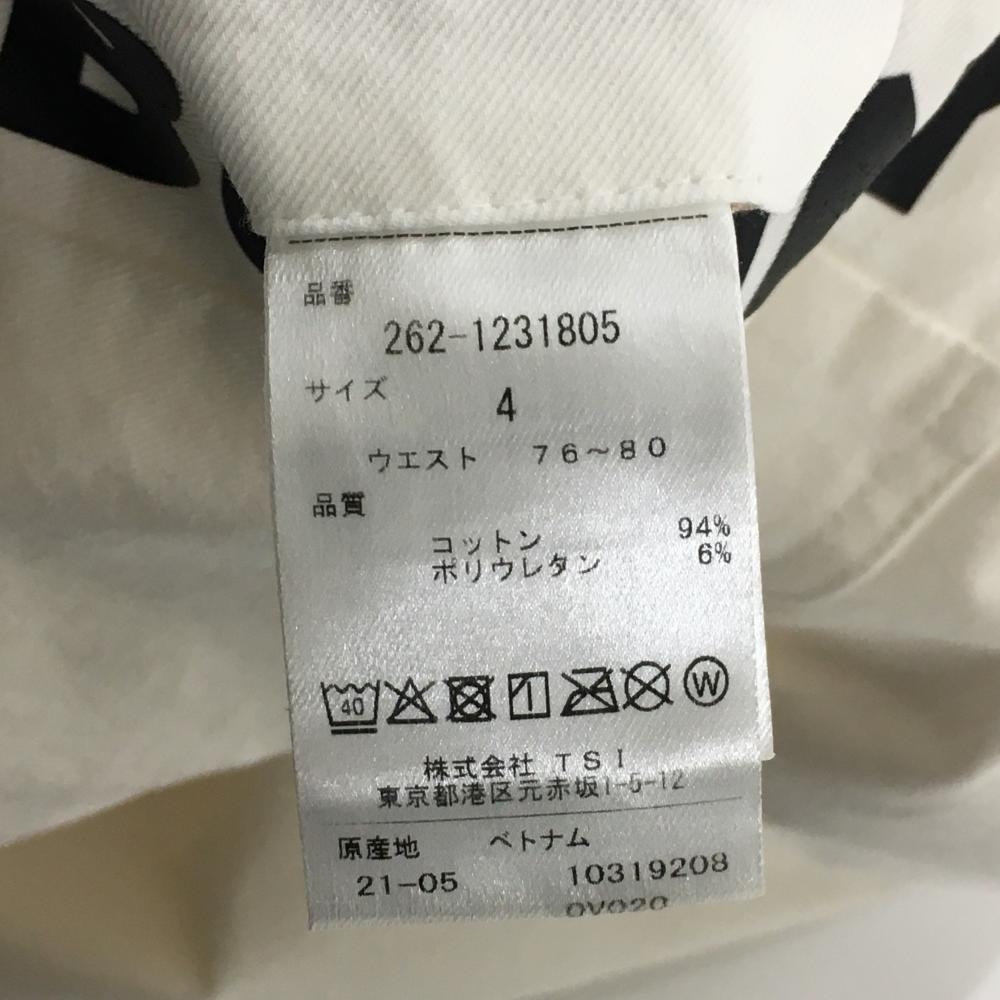 品番
262-1231805
サイズ
4
ウエスト 76~80
品質
コットン 94%
ポリウレタン 6%
40 W
株式会社 TSI
東京都港区元赤坂1-5-12
原産地 ベトナム
21-05 10319208
0V020